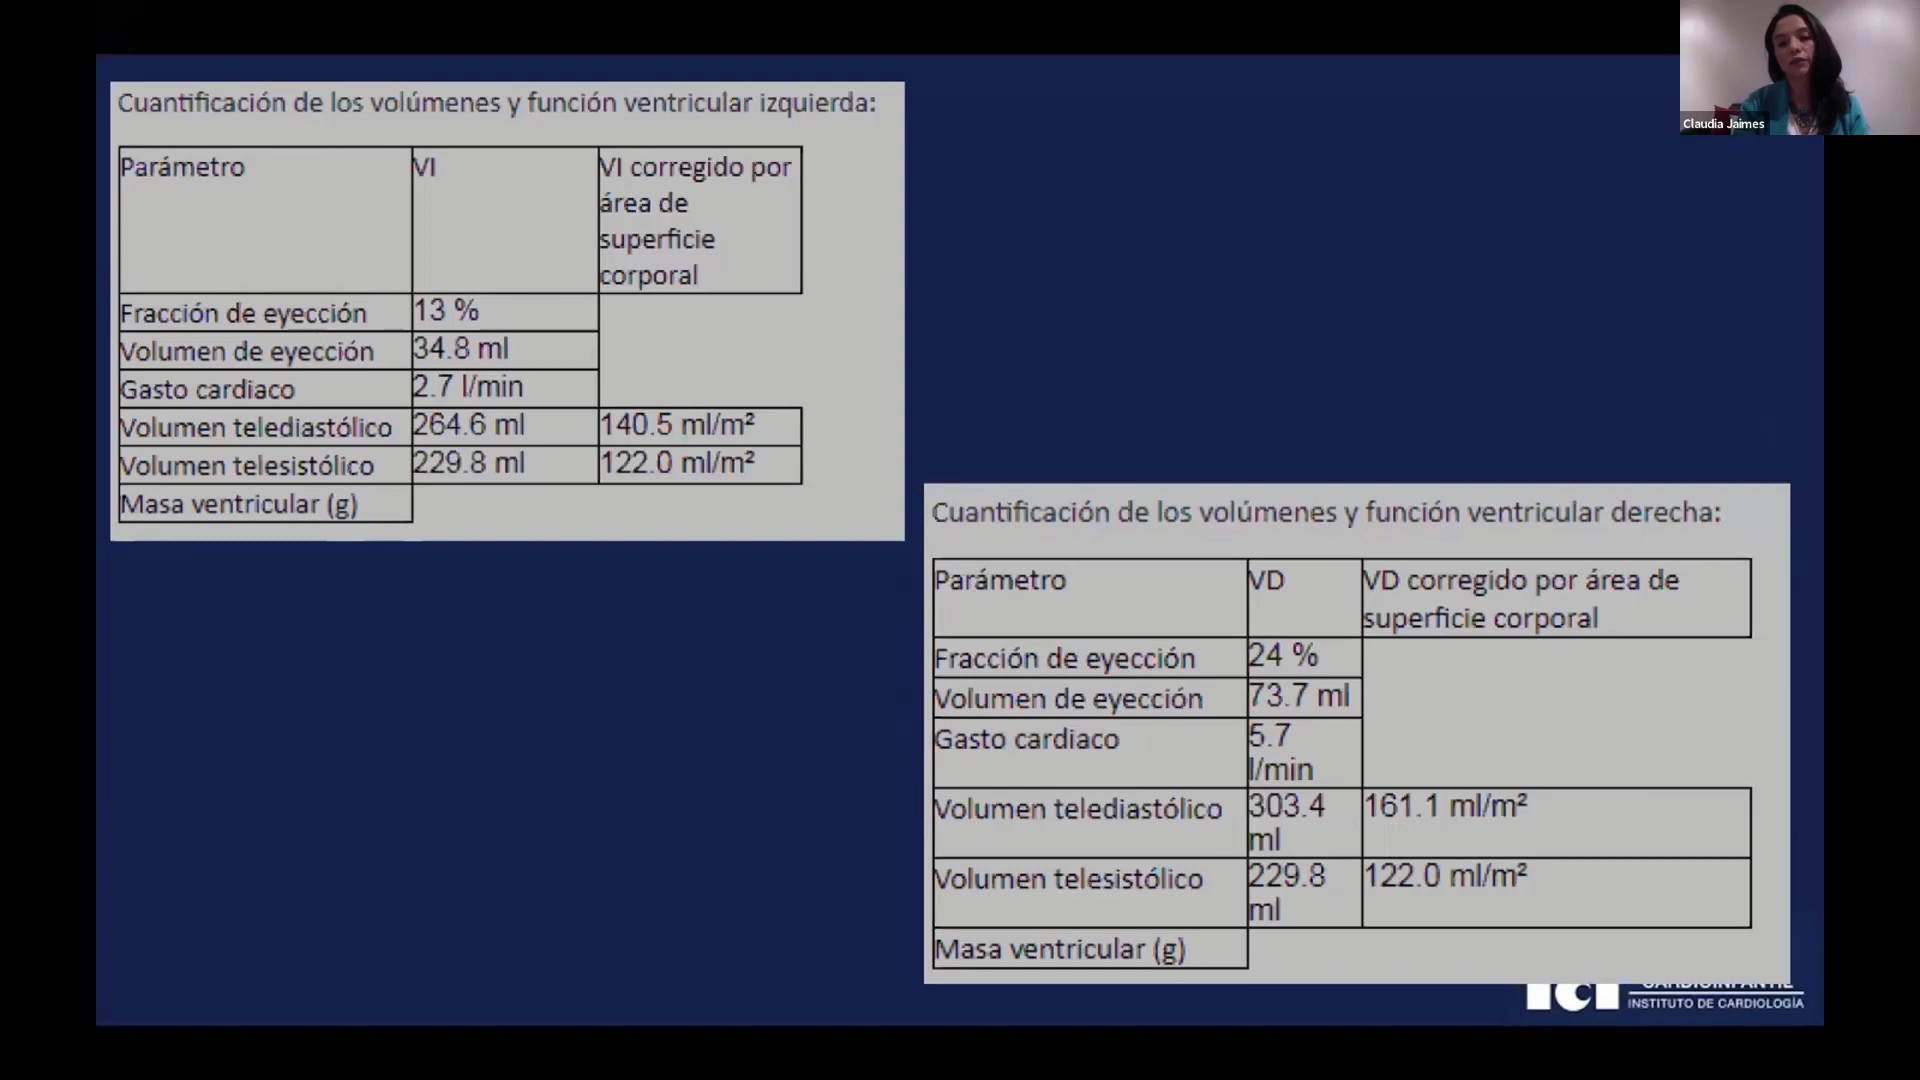 Claudia Jaimes
Cuantificación de los volúmenes y función ventricular izquierda:
Parámetro VI VI corregido por
área de
superficie
corporal
Fracción de eyección 13 %
Volumen de eyección 34.8 ml
Gasto cardiaco 2.7 l/min
Volumen telediastólico 264.6 ml 140.5 ml/m²
Volumen telesistólico 229.8 ml 122.0 ml/m²
Masa ventricular (g)
Cuantificación de los volúmenes y función ventricular derecha:
Parámetro VD VD corregido por área de
superficie corporal
Fracción de eyección 24 %
Volumen de eyección 73.7 ml
Gasto cardiaco 5.7
l/min
Volumen telediastólico 303.4 161.1 ml/m²
ml
Volumen telesistólico 229.8 122.0 ml/m²
ml
Masa ventricular (g)
INSTITUTO DE CARDIOLOGÍA